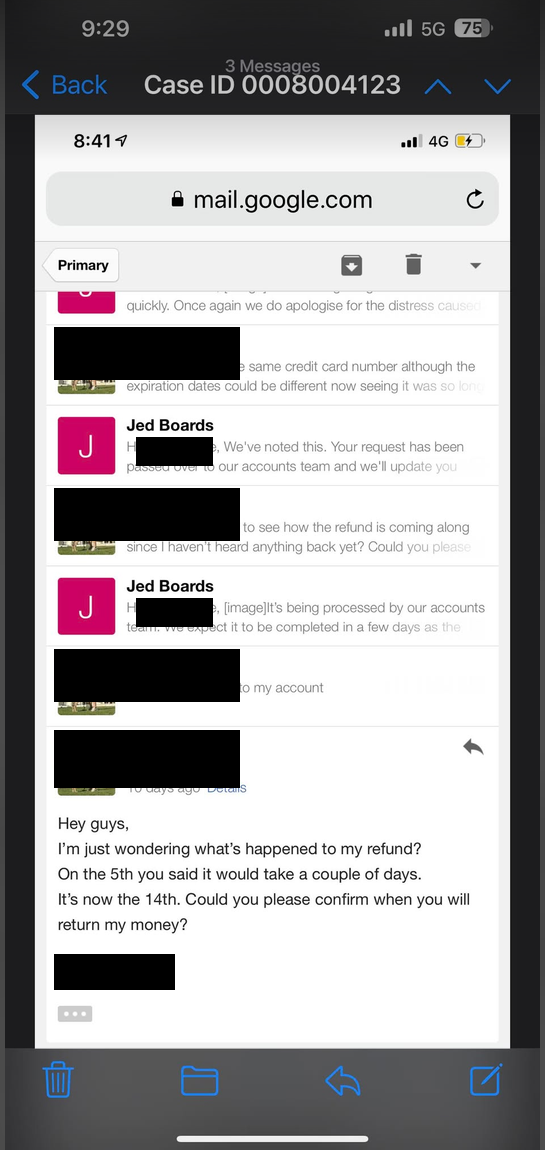 9:29
5G 75
3 Messages
Back Case ID 0008004123
8:41
4G
mail.google.com
Primary
quickly. Once again we do apologise for the distress caused
e same credit card number although the
expiration dates could be different now seeing it was so long
Jed Boards
J
H e, We've noted this. Your request has been
passed over to our accounts team and we'll update you
to see how the refund is coming along
since I haven't heard anything back yet? Could you please
Jed Boards
J
H e, [image]It's being processed by our accounts
team. We expect it to be completed in a few days as the
to my account
10 days ago Details
Hey guys,
I'm just wondering what's happened to my refund?
On the 5th you said it would take a couple of days.
It's now the 14th. Could you please confirm when you will
return my money?